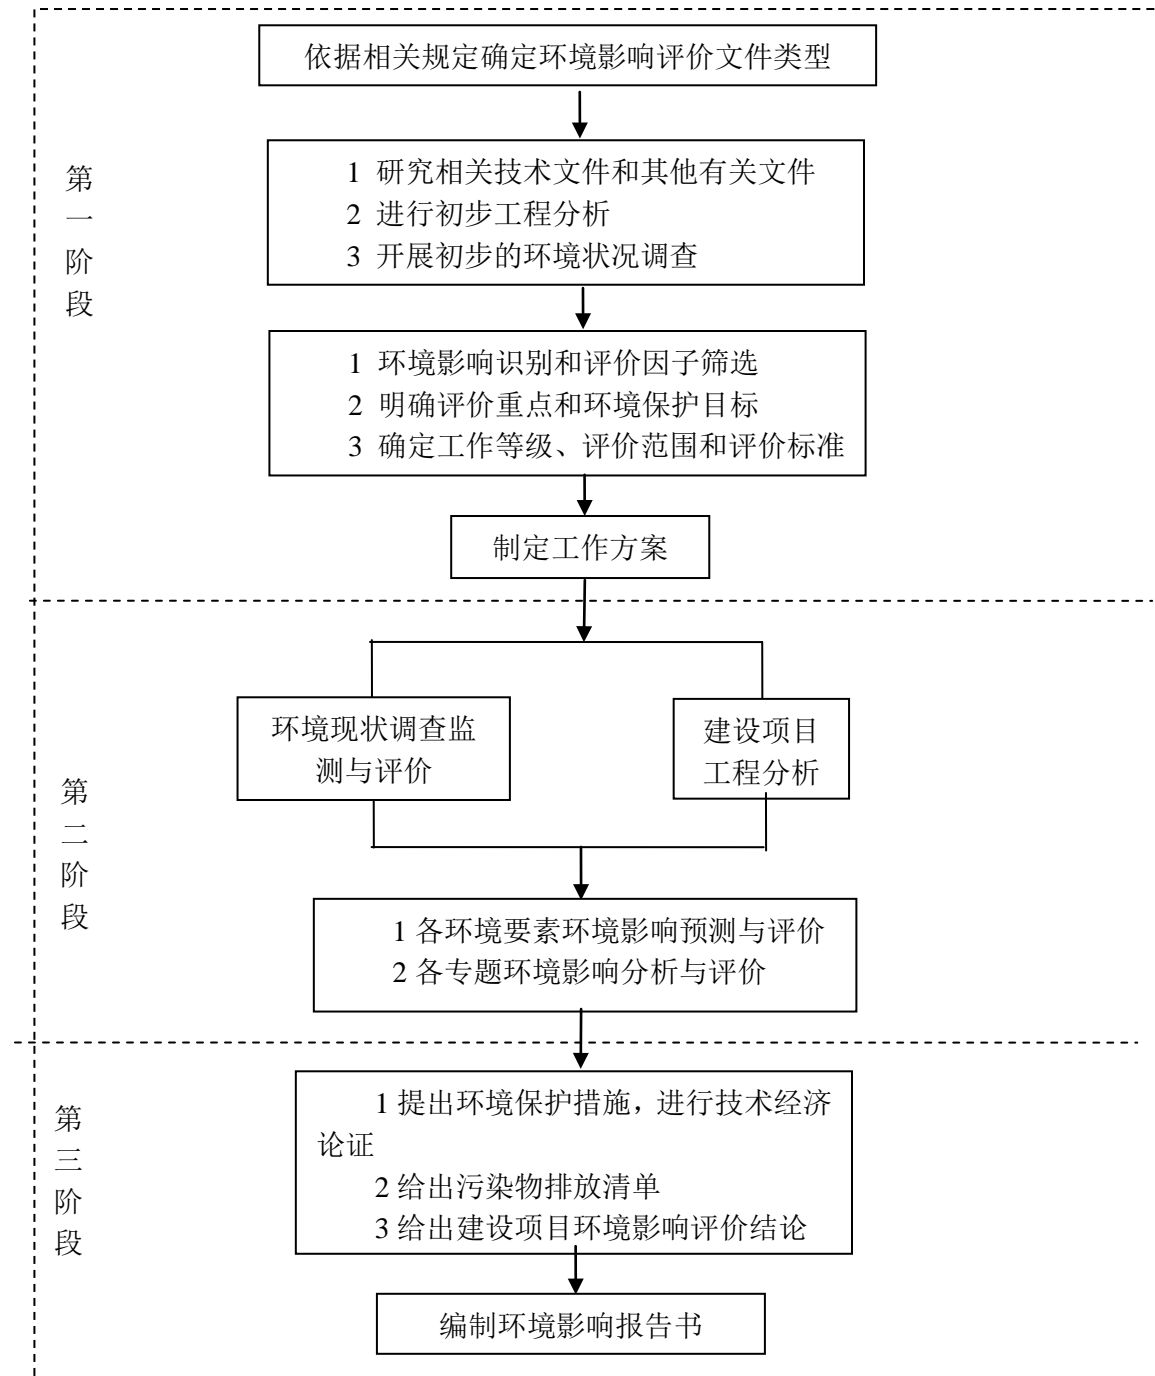 依据相关规定确定环境影响评价文件类型
第
一
阶
段
1 研究相关技术文件和其他有关文件
2 进行初步工程分析
3 开展初步的环境状况调查
1 环境影响识别和评价因子筛选
2 明确评价重点和环境保护目标
3 确定工作等级、评价范围和评价标准
制定工作方案
第
二
阶
段
环境现状调查监
测与评价
建设项目
工程分析
1 各环境要素环境影响预测与评价
2 各专题环境影响分析与评价
第
三
阶
段
1 提出环境保护措施，进行技术经济
论证
2 给出污染物排放清单
3 给出建设项目环境影响评价结论
编制环境影响报告书